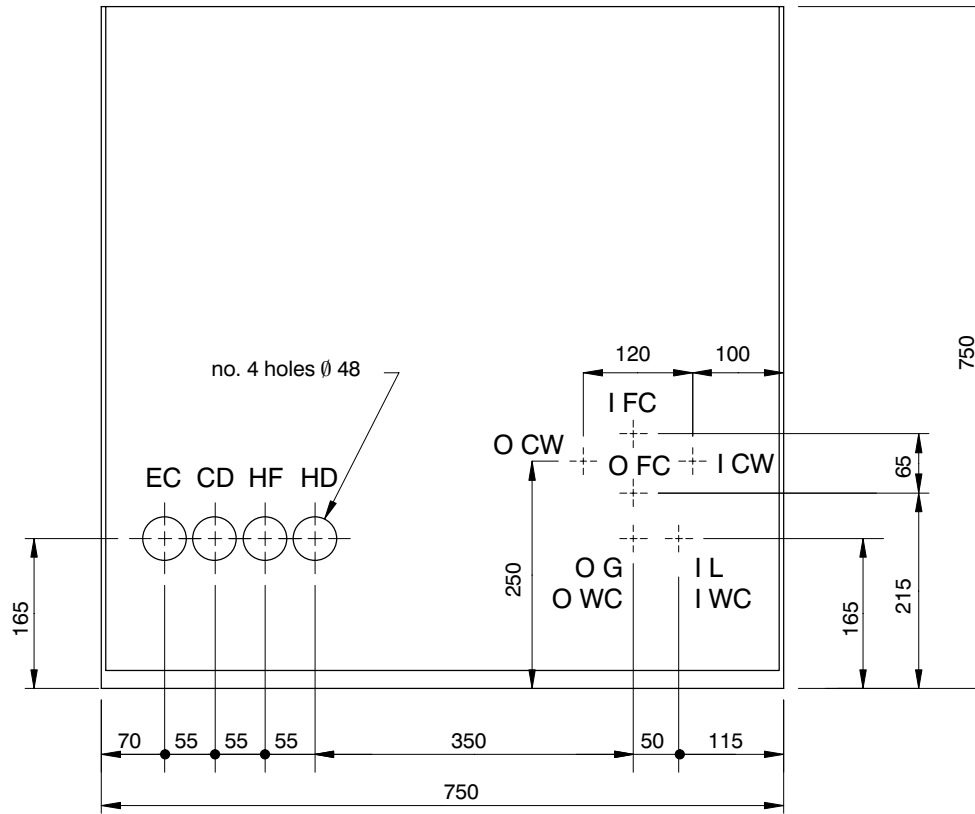 750
120 100
no. 4 holes Ø 48
I FC
O CW
O FC I CW
65
EC CD HF HD
250
O G I L
O WC I WC
165
165
215
70 55 55 55 350 50 115
750